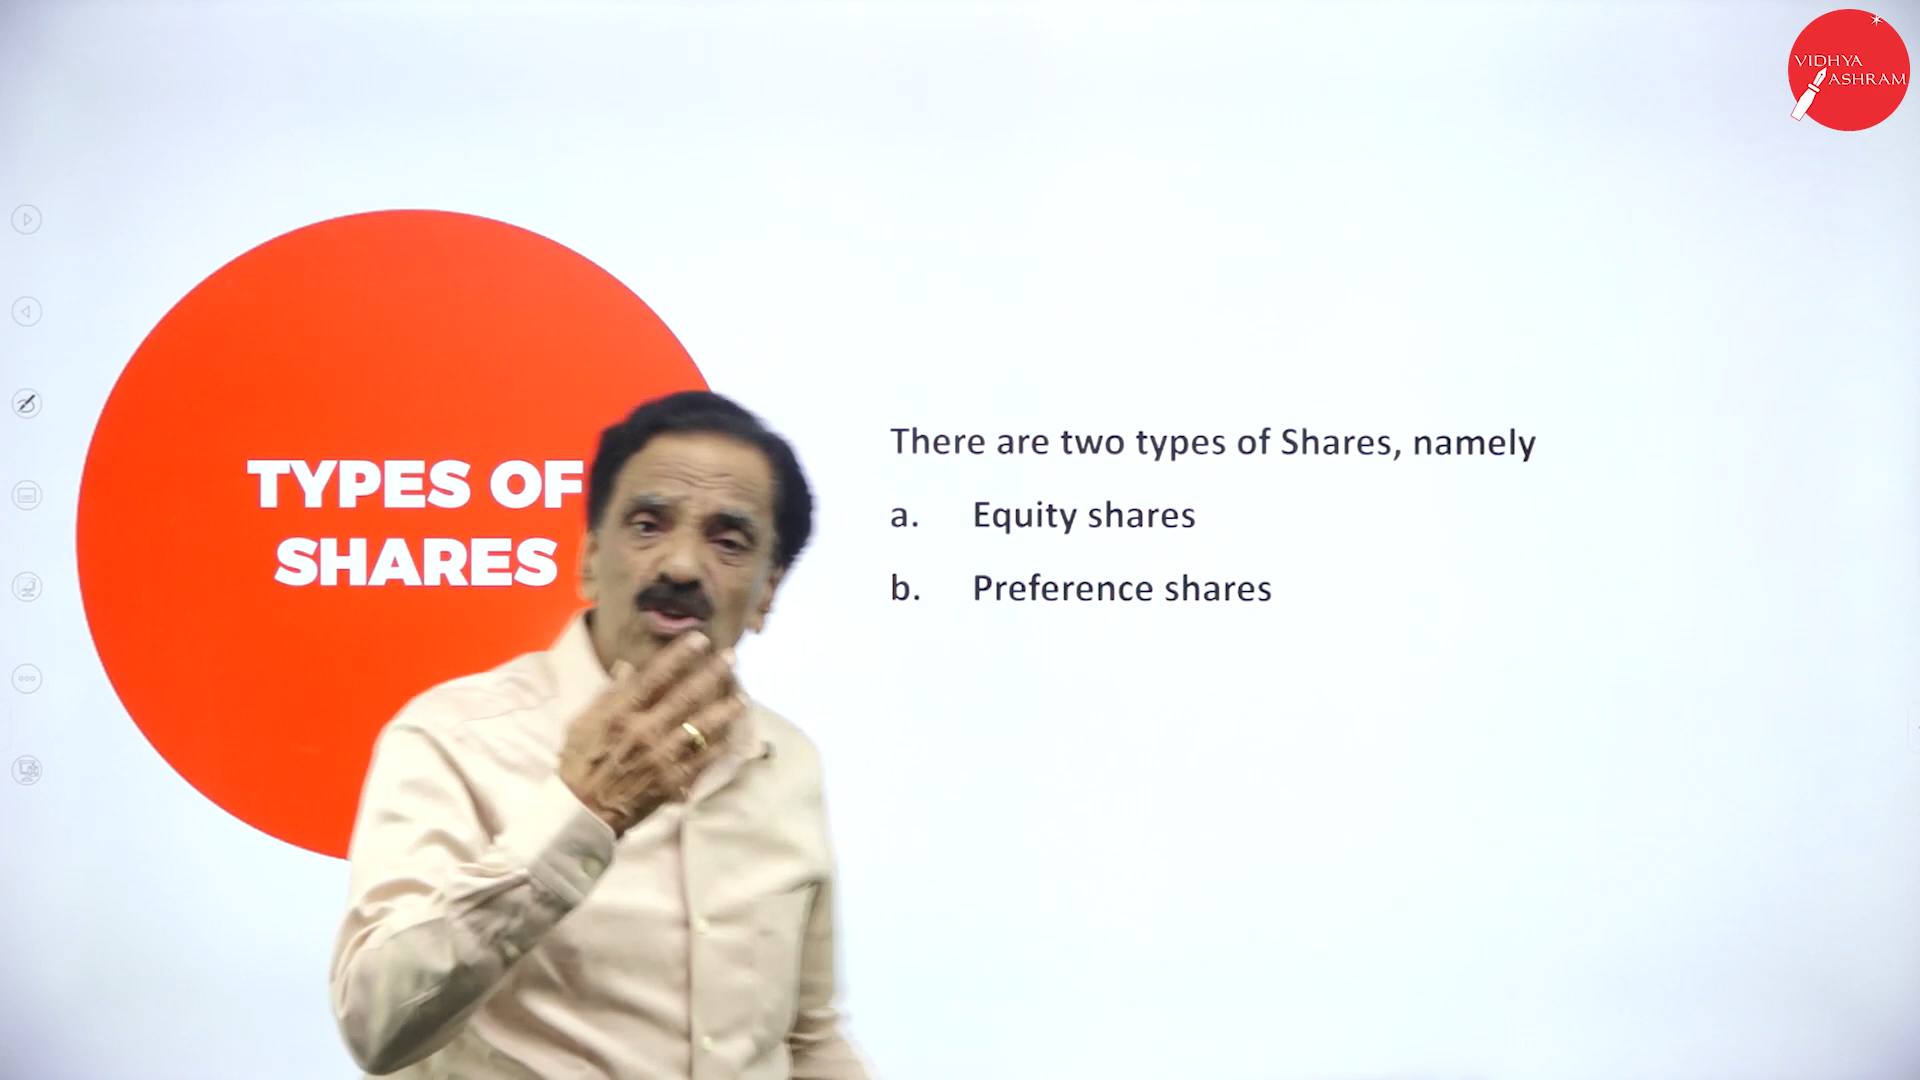 VIDHYA
ASHRAM
TYPES OF
SHARES
There are two types of Shares, namely
a. Equity shares
b. Preference shares